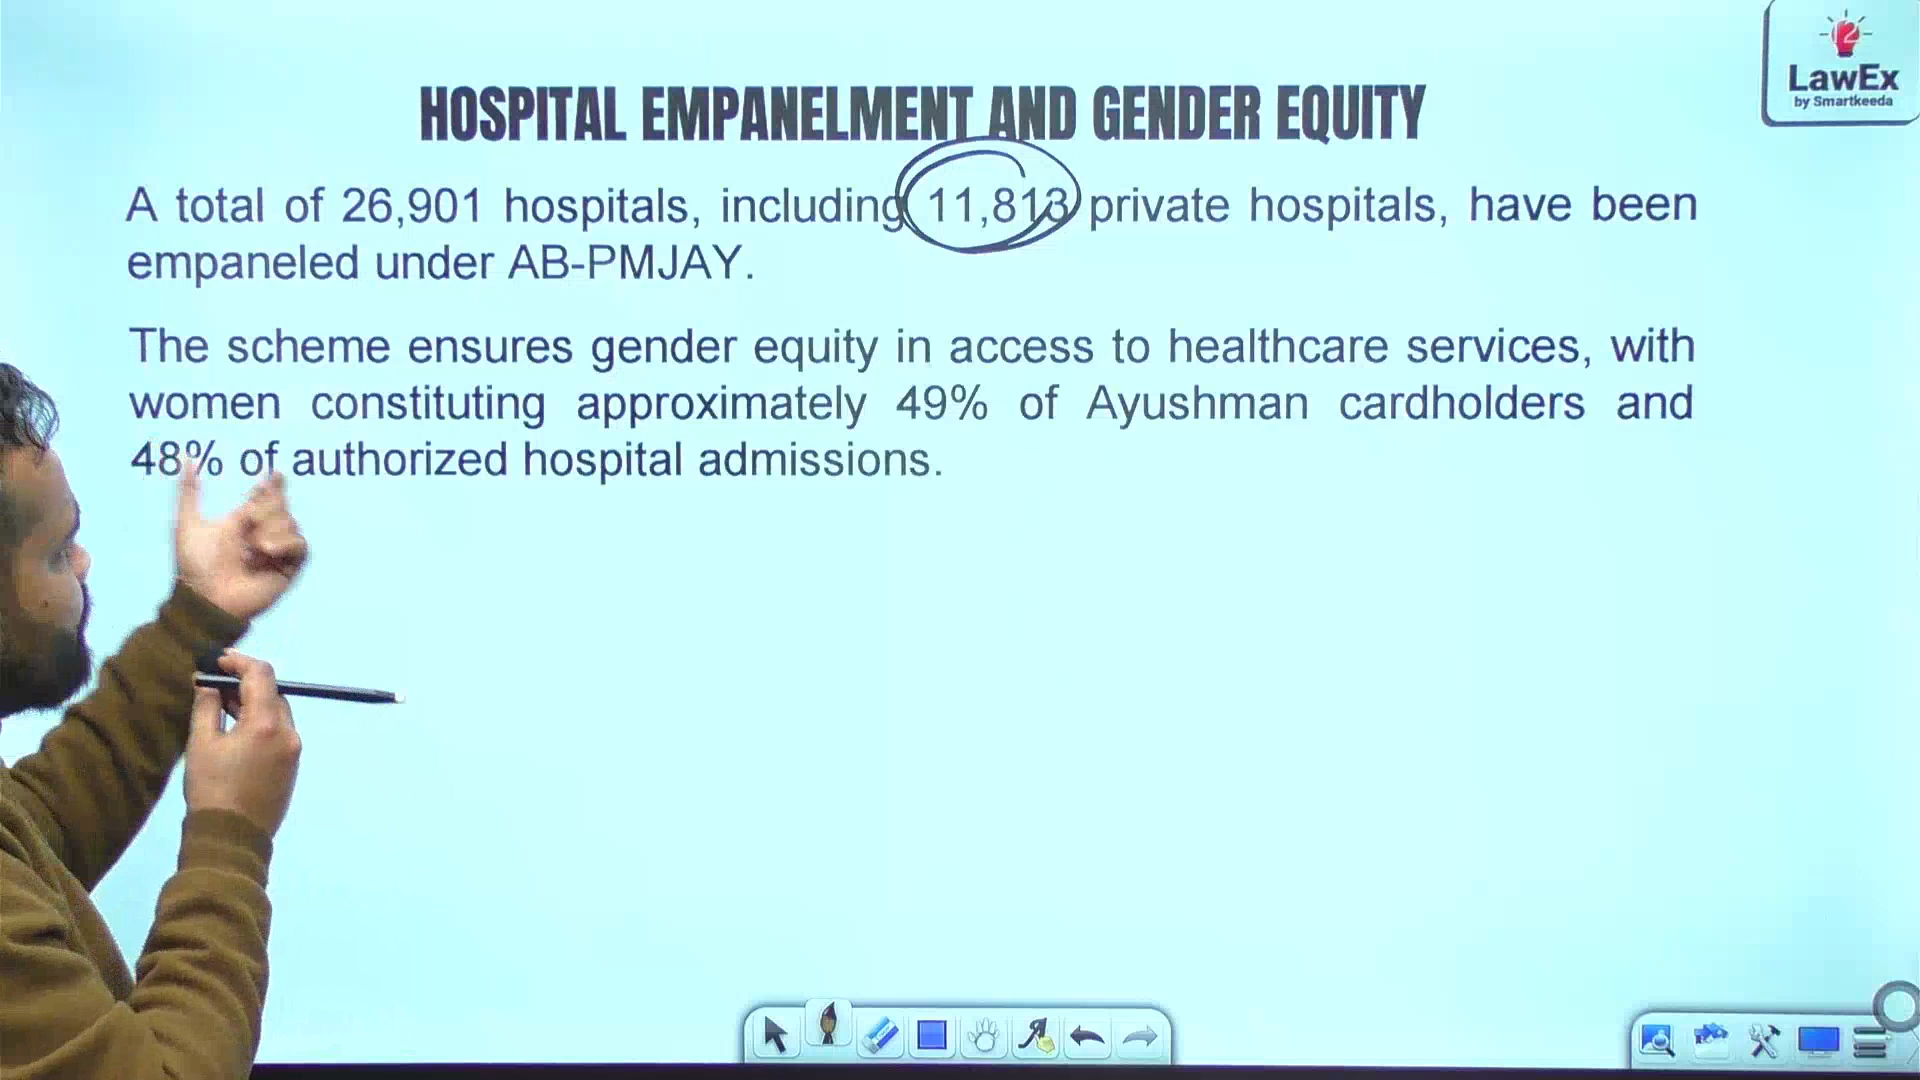 LawEx
by Smartkeeda
HOSPITAL EMPANELMENT AND GENDER EQUITY
A total of 26,901 hospitals, including 11,813 private hospitals, have been
empaneled under AB-PMJAY.
The scheme ensures gender equity in access to healthcare services, with
women constituting approximately 49% of Ayushman cardholders and
48% of authorized hospital admissions.